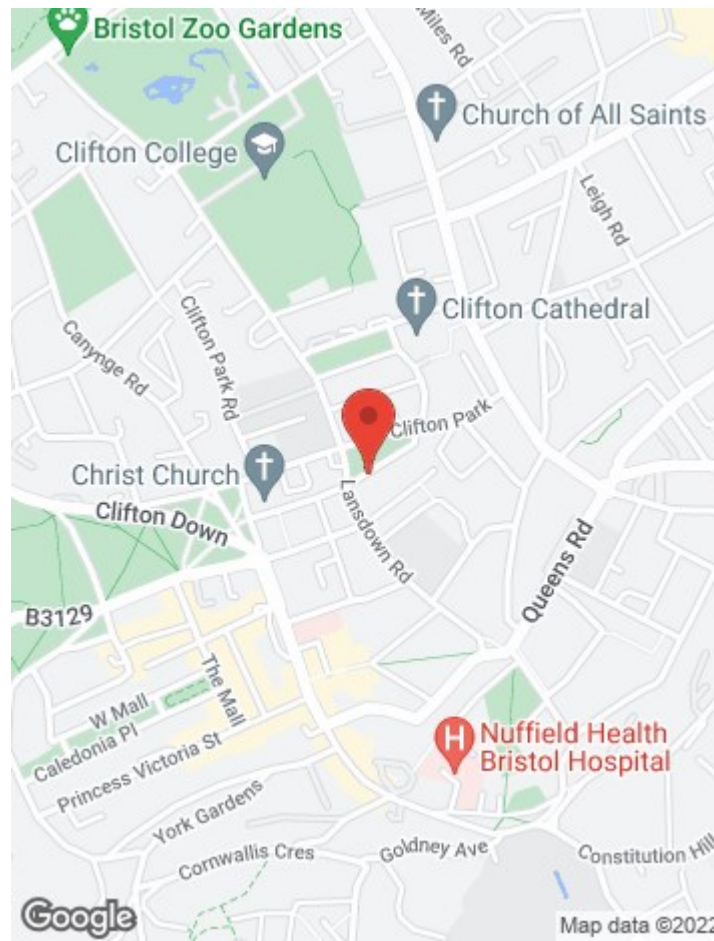 Bristol Zoo Gardens
Miles Rd
Church of All Saints
Clifton College
Leigh Rd
Clifton Cathedral
Canynge Rd
Clifton Park Rd
Clifton Park
Christ Church
Clifton Down
Lansdown Rd
Queens Rd
B3129
The Mall
W Mall
Caledonia Pl
Princess Victoria St
Nuffield Health
Bristol Hospital
York Gardens
Cornwallis Cres
Goldney Ave
Constitution Hill
Google
Map data ©2022